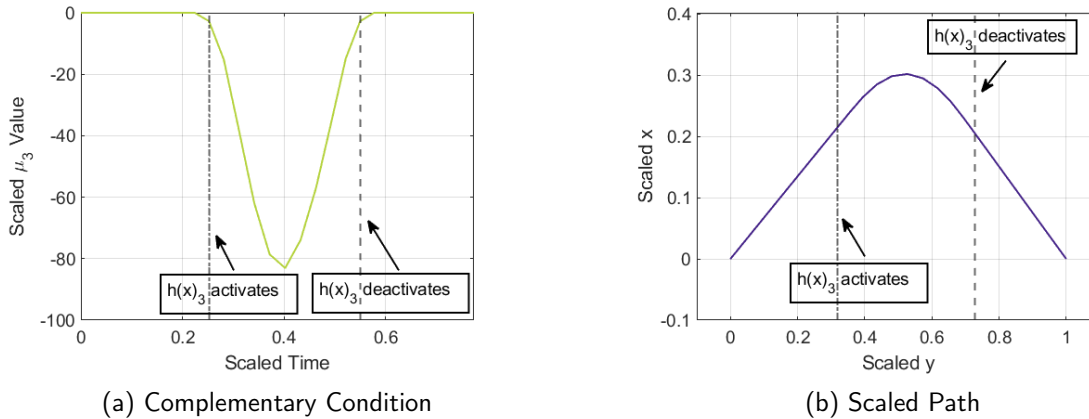 0
-20
-40
-60
-80
-100
Scaled μ3 Value
0
0.2
0.4
0.6
Scaled Time
h(x)3 activates
h(x)3 deactivates
(a) Complementary Condition
0.4
0.3
0.2
0.1
0
-0.1
Scaled x
0
0.2
0.4
0.6
0.8
1
Scaled y
h(x)3 deactivates
h(x)3 activates
(b) Scaled Path